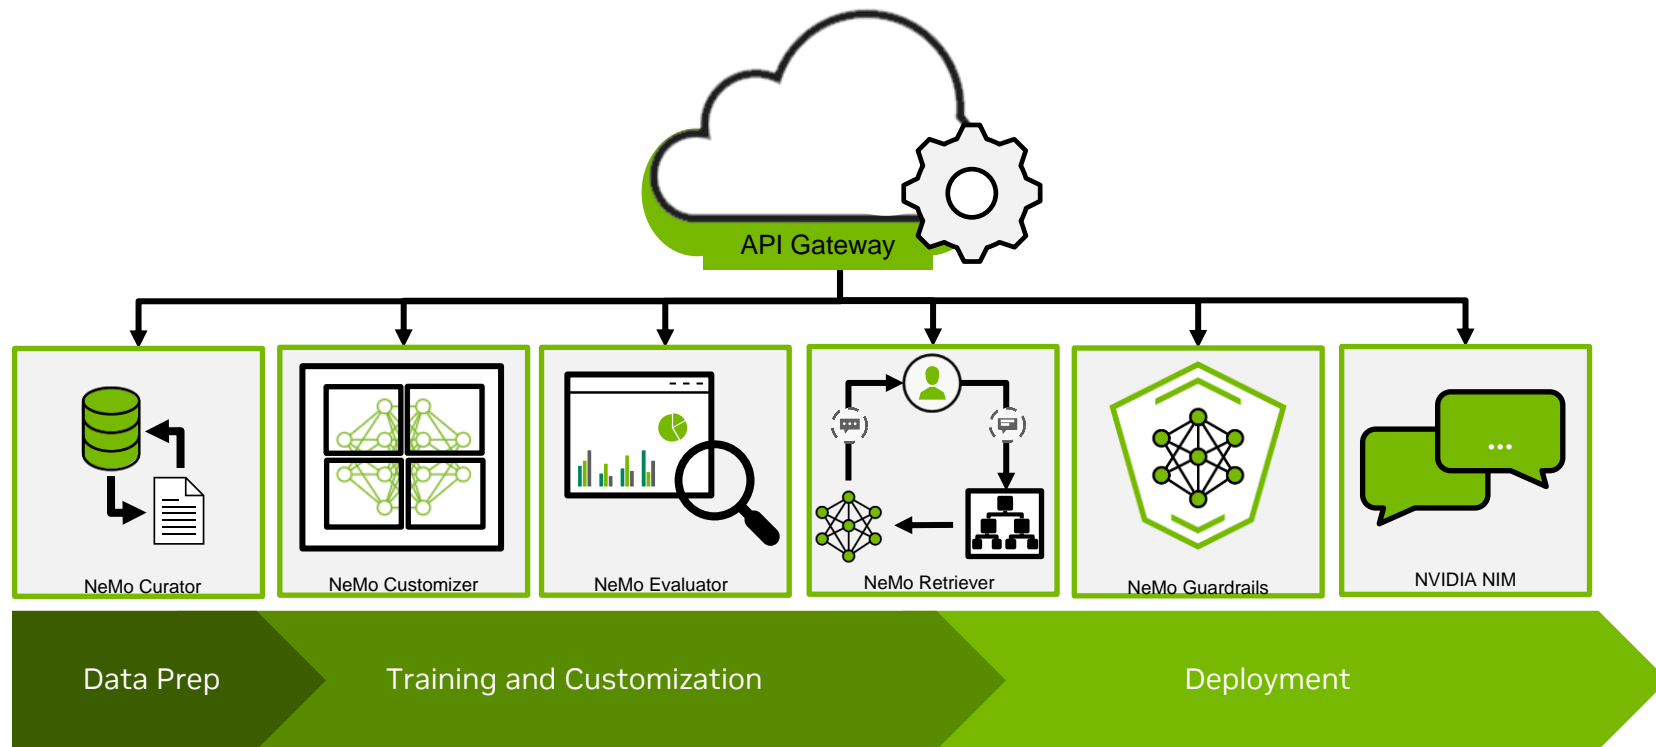 API Gateway
NeMo Curator
NeMo Customizer
NeMo Evaluator
NeMo Retriever
NeMo Guardrails
NVIDIA NIM
...
Data Prep
Training and Customization
Deployment